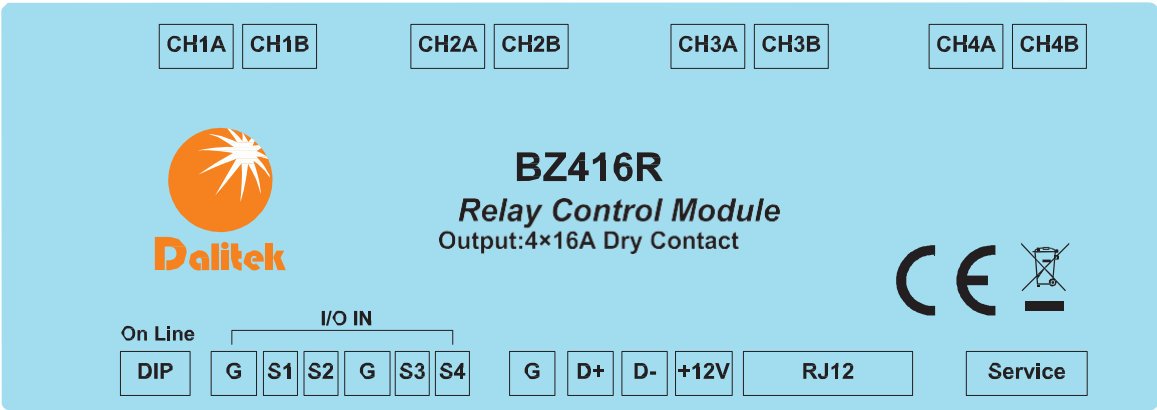 CH1A CH1B CH2A CH2B CH3A CH3B CH4A CH4B
BZ416R
Relay Control Module
Output:4×16A Dry Contact
Dalitek
CE
I/O IN
On Line
DIP G S1 S2 G S3 S4 G D+ D- +12V RJ12 Service